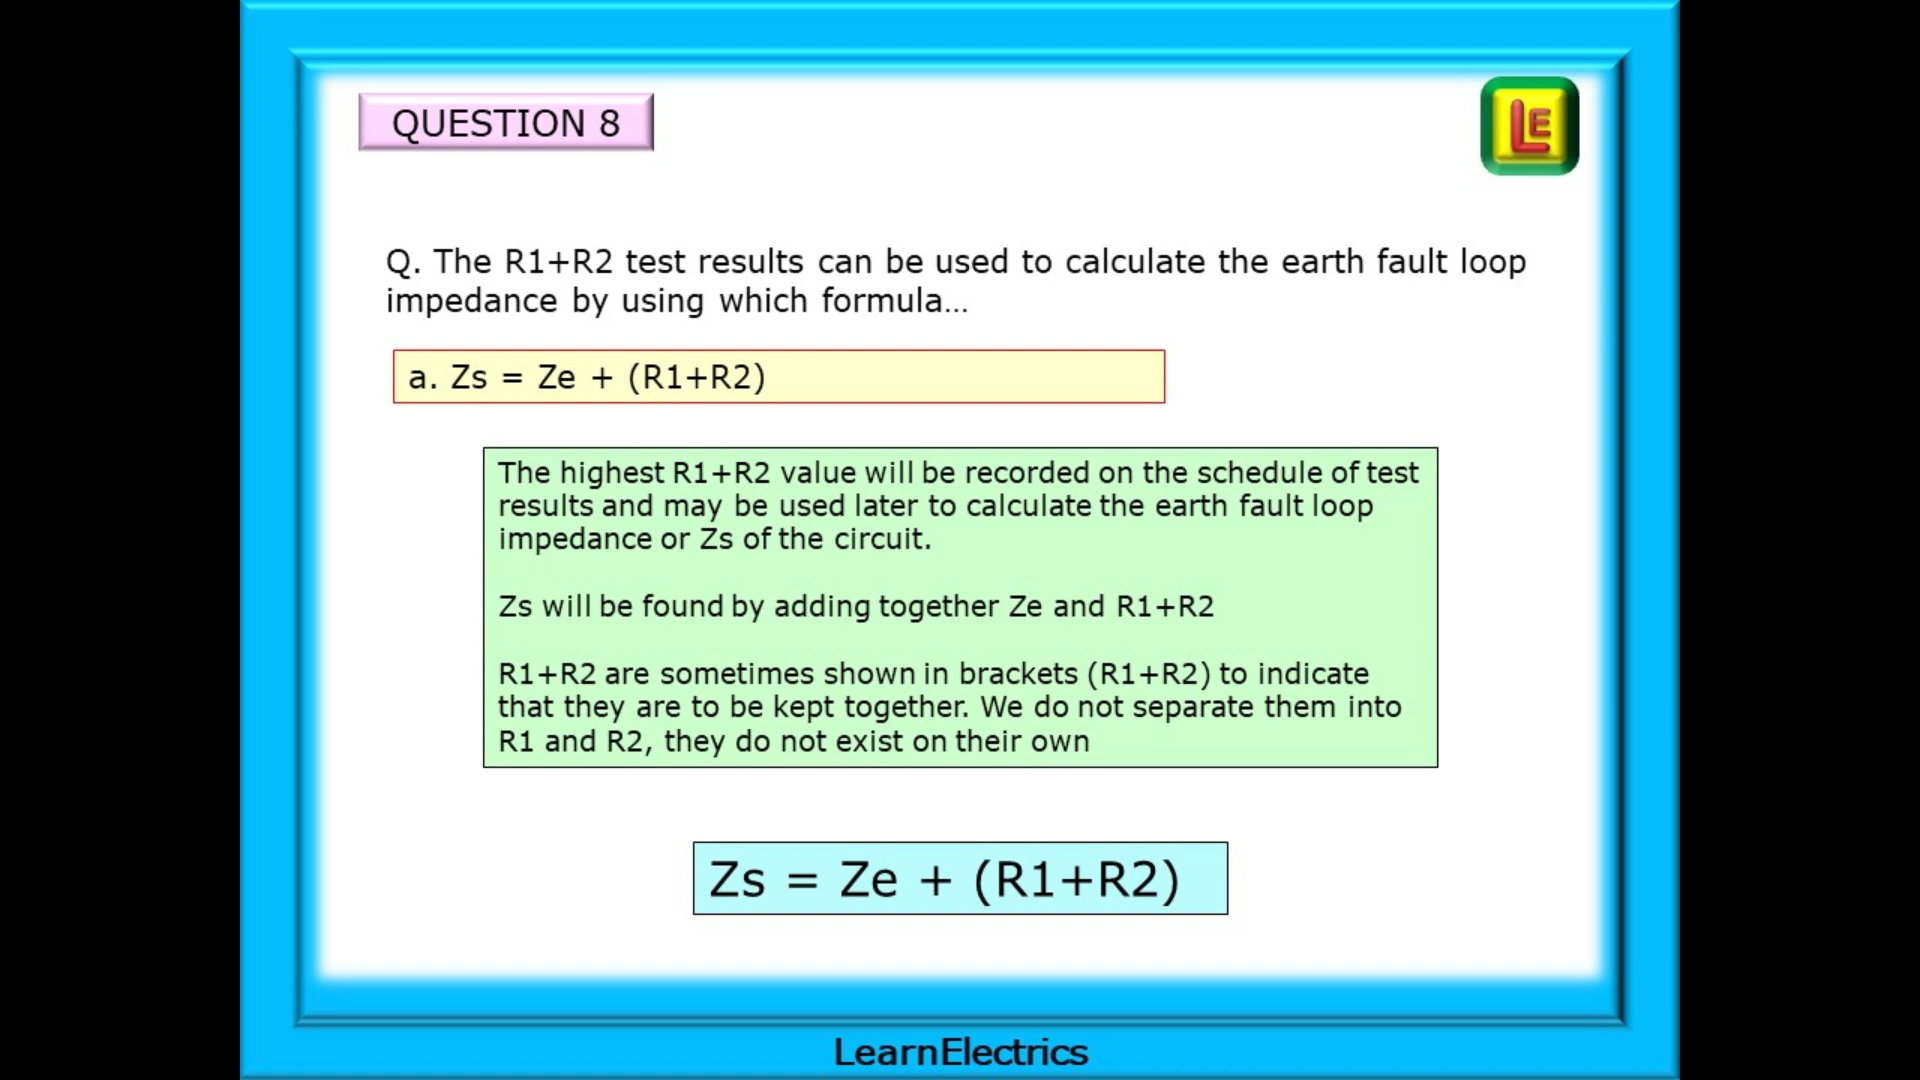 QUESTION 8
LE
Q. The R1+R2 test results can be used to calculate the earth fault loop
impedance by using which formula...
a. Zs = Ze + (R1+R2)
The highest R1+R2 value will be recorded on the schedule of test
results and may be used later to calculate the earth fault loop
impedance or Zs of the circuit.
Zs will be found by adding together Ze and R1+R2
R1+R2 are sometimes shown in brackets (R1+R2) to indicate
that they are to be kept together. We do not separate them into
R1 and R2, they do not exist on their own
Zs = Ze + (R1+R2)
LearnElectrics